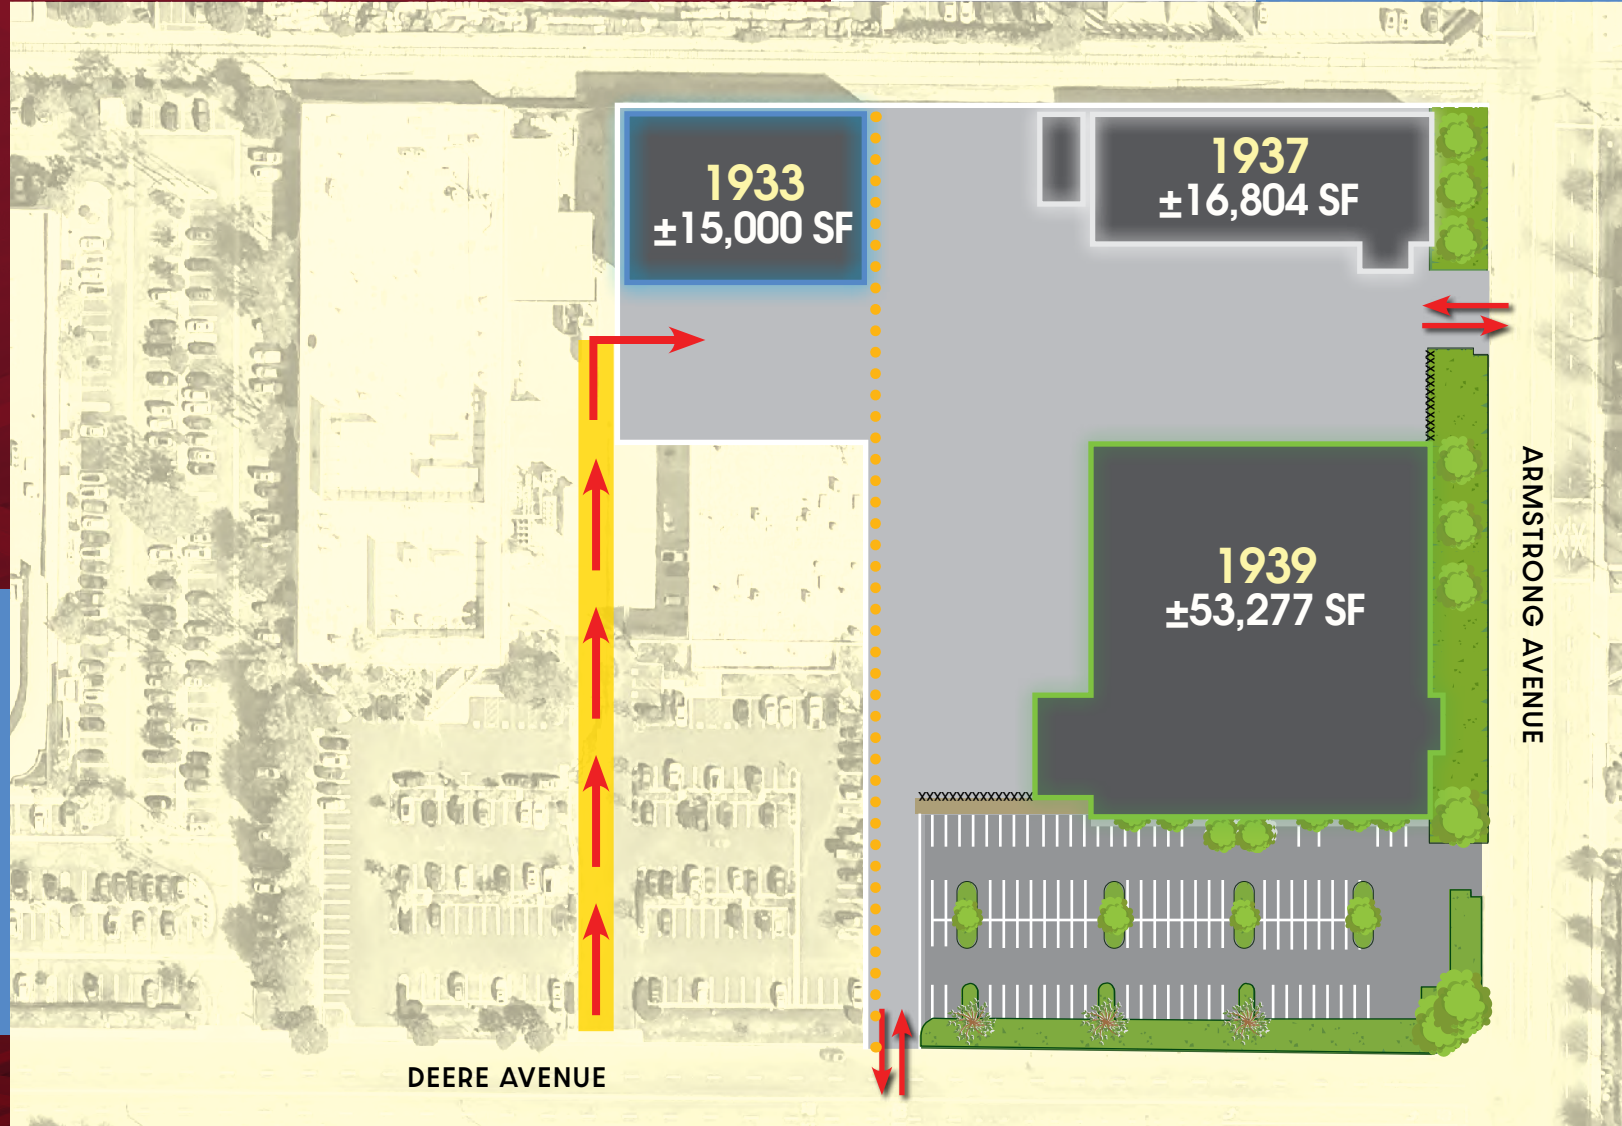 1933
±15,000 SF
1937
±16,804 SF
1939
±53,277 SF
ARMSTRONG AVENUE
DEERE AVENUE